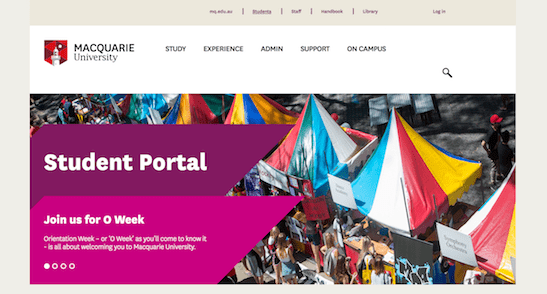 mq.edu.au | Students | Staff | Handbook | Library Log in
MACQUARIE
University
STUDY EXPERIENCE ADMIN SUPPORT ON CAMPUS
Student Portal
Join us for O Week
Orientation Week – or ‘O Week’ as you’ll come to know it
- is all about welcoming you to Macquarie University.